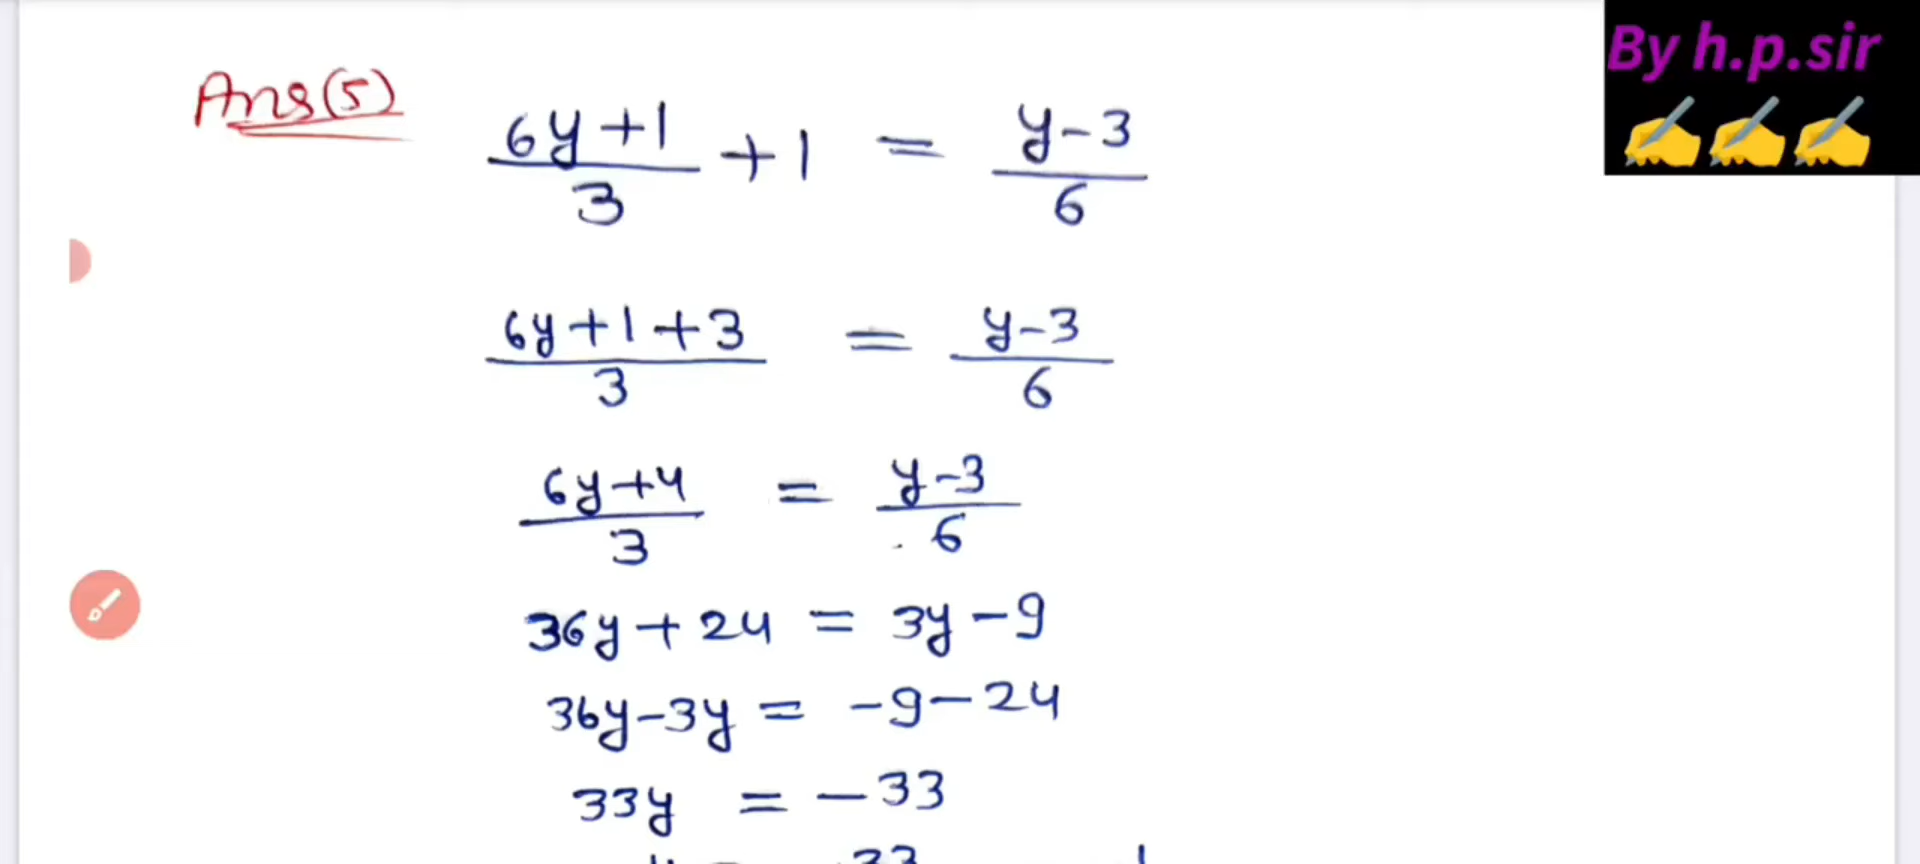 By h.p.sir
Ans(5)
6y+1/3 + 1 = y-3/6
6y+1+3/3 = y-3/6
6y+4/3 = y-3/6
36y+24 = 3y-9
36y-3y = -9-24
33y = -33